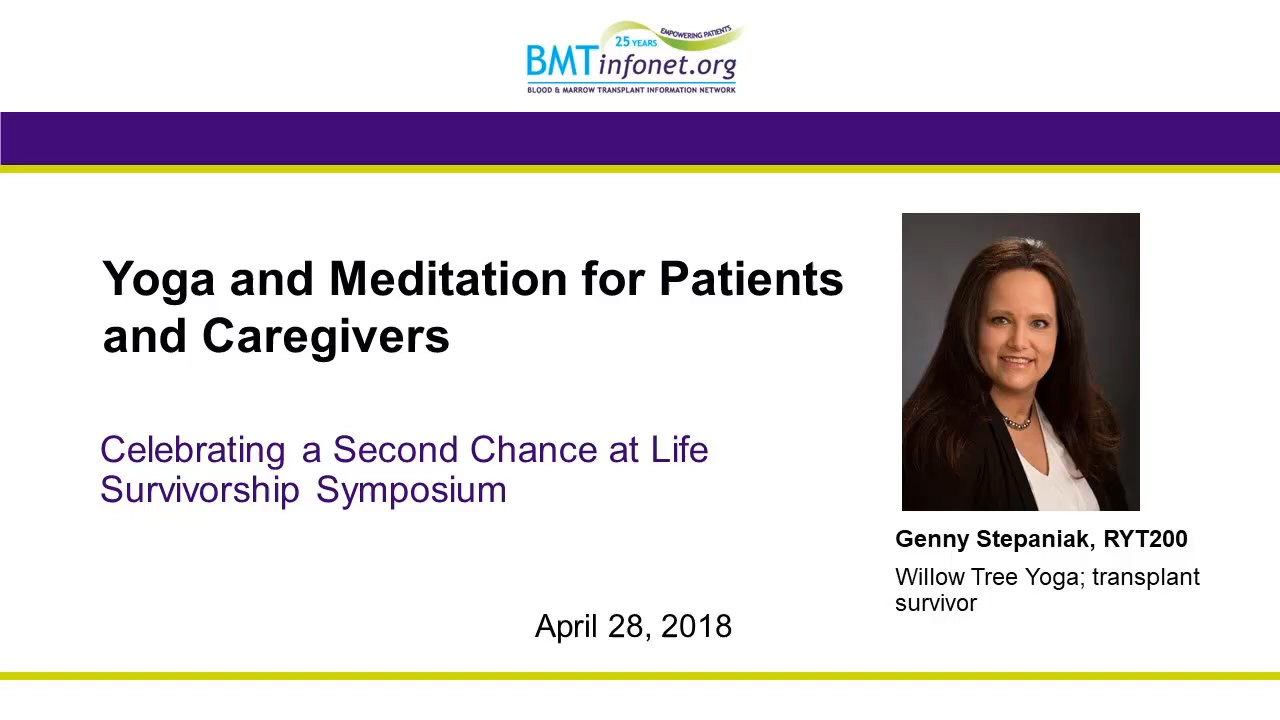 EMPOWERING PATIENTS
25 YEARS
BMTinfonet.org
BLOOD & MARROW TRANSPLANT INFORMATION NETWORK
Yoga and Meditation for Patients
and Caregivers
Celebrating a Second Chance at Life
Survivorship Symposium
Genny Stepaniak, RYT200
Willow Tree Yoga; transplant
survivor
April 28, 2018